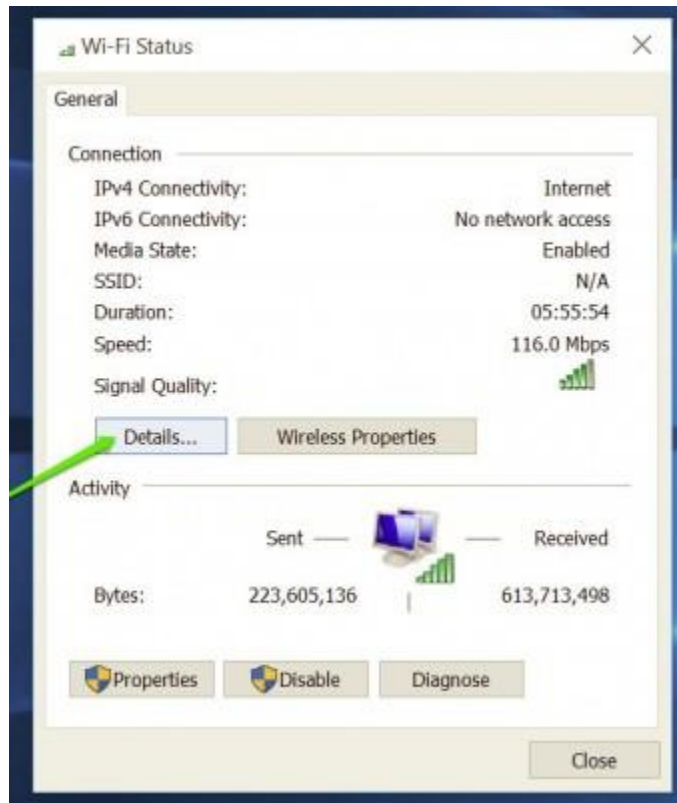 Wi-Fi Status
General
Connection
IPv4 Connectivity: Internet
IPv6 Connectivity: No network access
Media State: Enabled
SSID: N/A
Duration: 05:55:54
Speed: 116.0 Mbps
Signal Quality:
Details... Wireless Properties
Activity
Sent Received
Bytes: 223,605,136 613,713,498
Properties Disable Diagnose
Close